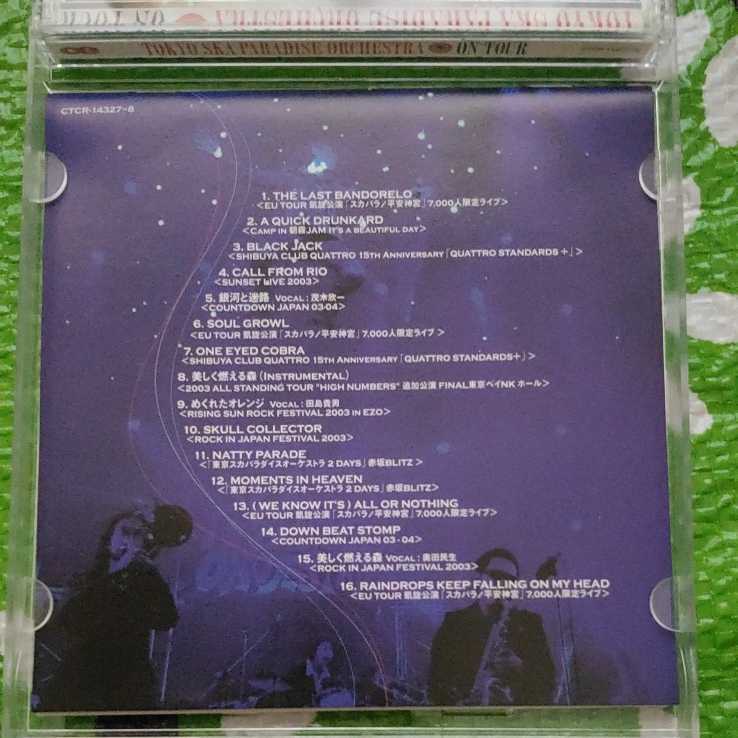 TOKYO SKA PARADISE ORCHESTRA
TOKYO SKA PARADISE ORCHESTRA ON TOUR
CTCR-14327~8
1. THE LAST BANDORELO
<EU TOUR 凱旋公演「スカパラ/平安神宮」7,000人限定ライブ>
2. A QUICK DRUNKARD
<CAMP IN 朝霧JAM IT'S A BEAUTIFUL DAY>
3. BLACK JACK
<SHIBUYA CLUB QUATTRO 15TH ANNIVERSARY「QUATTRO STANDARDS+」>
4. CALL FROM RIO
<SUNSET LIVE 2003>
5. 銀河と迷路 VOCAL : 茂木欣一
<COUNTDOWN JAPAN 03-04>
6. SOUL GROWL
<EU TOUR 凱旋公演「スカパラ/平安神宮」7,000人限定ライブ>
7. ONE EYED COBRA
<SHIBUYA CLUB QUATTRO 15TH ANNIVERSARY「QUATTRO STANDARDS+」>
8. 美しく燃える森 (INSTRUMENTAL)
<2003 ALL STANDING TOUR "HIGH NUMBERS" 追加公演 FINAL東京ベイNK ホール>
9. めくれたオレンジ VOCAL : 田島貴男
<RISING SUN ROCK FESTIVAL 2003 IN EZO>
10. SKULL COLLECTOR
<ROCK IN JAPAN FESTIVAL 2003>
11. NATTY PARADE
<「東京スカパラダイスオーケストラ 2 DAYS」赤坂BLITZ>
12. MOMENTS IN HEAVEN
<「東京スカパラダイスオーケストラ 2 DAYS」赤坂BLITZ>
13. (WE KNOW IT'S) ALL OR NOTHING
<EU TOUR 凱旋公演「スカパラ/平安神宮」7,000人限定ライブ>
14. DOWN BEAT STOMP
<COUNTDOWN JAPAN 03-04>
15. 美しく燃える森 VOCAL : 奥田民生
<ROCK IN JAPAN FESTIVAL 2003>
16. RAINDROPS KEEP FALLING ON MY HEAD
<EU TOUR 凱旋公演「スカパラ/平安神宮」7,000人限定ライブ>